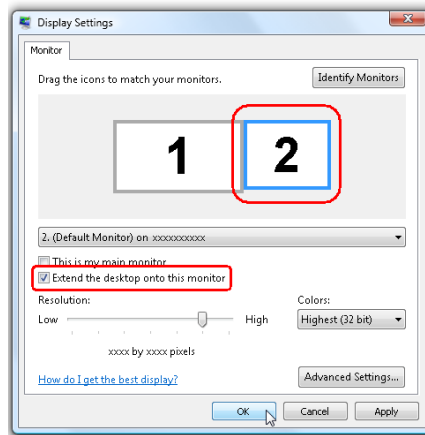 Display Settings
Monitor
Drag the icons to match your monitors.
Identify Monitors
1
2
2. (Default Monitor) on xxxxxxxxxx
This is my main monitor
Extend the desktop onto this monitor
Resolution:
Colors:
Low
High
Highest (32 bit)
xxxx by xxxx pixels
How do I get the best display?
Advanced Settings...
OK
Cancel
Apply